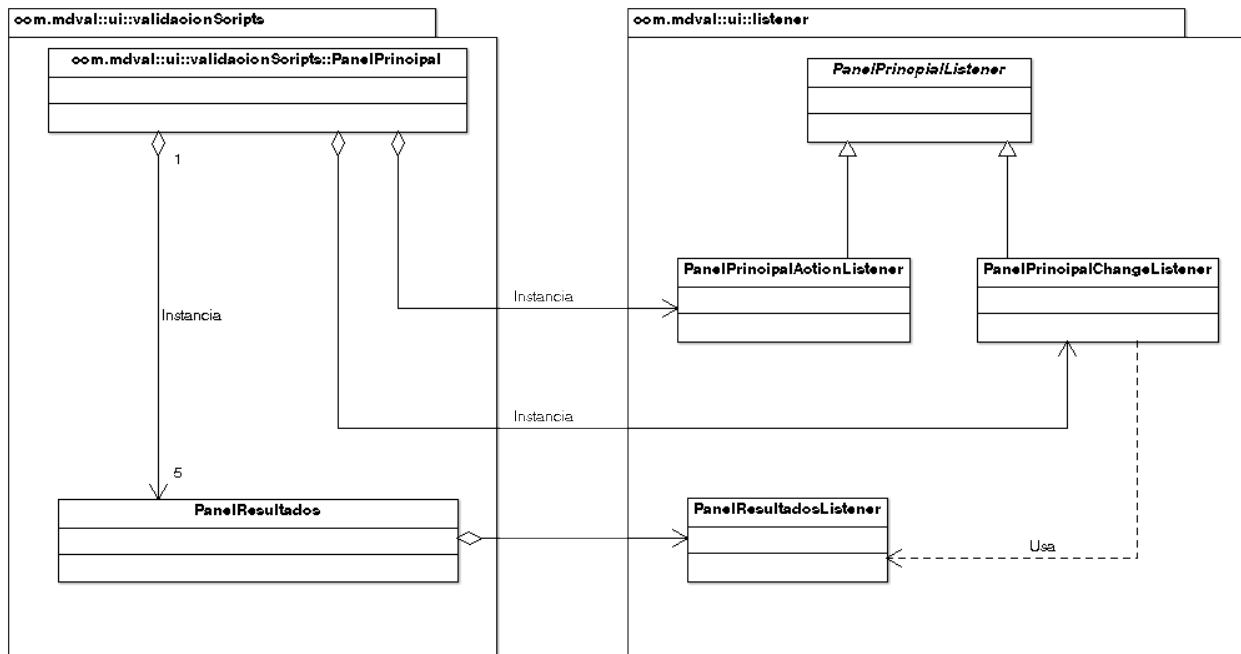 com.mdval::ui::validacionScripts
com.mdval::ui::listener
com.mdval::ui::validacionScripts::PanelPrincipal
PanelPrincpialListener
1
PanelPrincipalActionListener
PanelPrincipalChangeListener
Instancia
Instancia
Instancia
5
PanelResultados
PanelResultadosListener
Usa